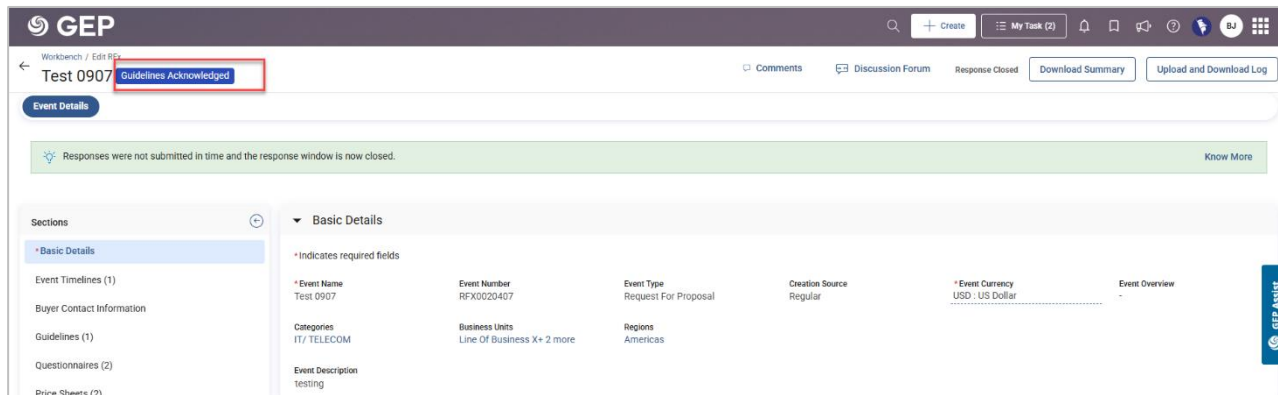 GEP
Create
My Task (2)
BJ
Workbench / Edit RFx
Test 0907 Guidelines Acknowledged
Comments
Discussion Forum
Response Closed
Download Summary
Upload and Download Log
Event Details
Responses were not submitted in time and the response window is now closed.
Know More
Sections
* Basic Details
Event Timelines (1)
Buyer Contact Information
Guidelines (1)
Questionnaires (2)
Price Sheets (2)
Basic Details
* Indicates required fields
* Event Name
Test 0907
Event Number
RFX0020407
Event Type
Request For Proposal
Creation Source
Regular
* Event Currency
USD : US Dollar
Event Overview
-
Categories
IT/ TELECOM
Business Units
Line Of Business X+ 2 more
Regions
Americas
Event Description
testing
GEP Assist